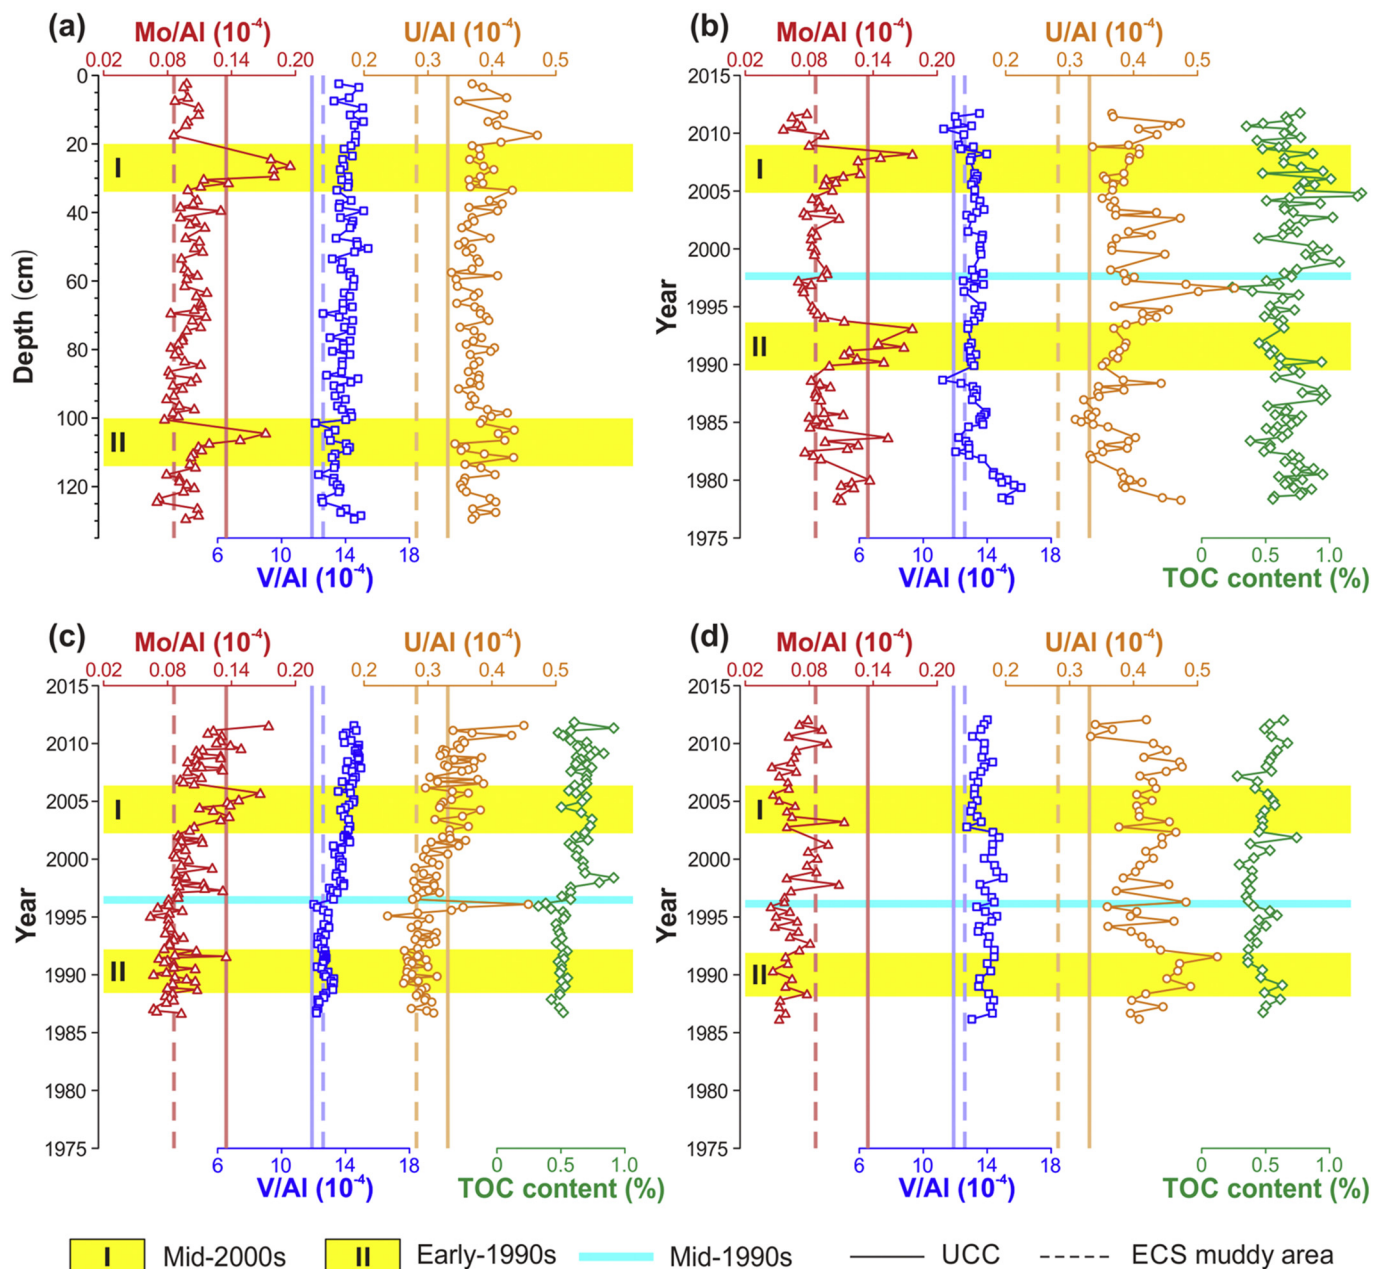 (a)
Mo/Al (10⁻⁴) U/Al (10⁻⁴)
0.02 0.08 0.14 0.20 0.2 0.3 0.4 0.5
0
20
40
60
80
100
120
Depth (cm)
I
II
6 10 14 18
V/Al (10⁻⁴)
(b)
Mo/Al (10⁻⁴) U/Al (10⁻⁴)
0.02 0.08 0.14 0.20 0.2 0.3 0.4 0.5
2015
2010
2005
2000
1995
1990
1985
1980
1975
Year
I
II
6 10 14 18 0 0.5 1.0
V/Al (10⁻⁴) TOC content (%)
(c)
Mo/Al (10⁻⁴) U/Al (10⁻⁴)
0.02 0.08 0.14 0.20 0.2 0.3 0.4 0.5
2015
2010
2005
2000
1995
1990
1985
1980
1975
Year
I
II
6 10 14 18 0 0.5 1.0
V/Al (10⁻⁴) TOC content (%)
(d)
Mo/Al (10⁻⁴) U/Al (10⁻⁴)
0.02 0.08 0.14 0.20 0.2 0.3 0.4 0.5
2015
2010
2005
2000
1995
1990
1985
1980
1975
Year
I
II
6 10 14 18 0 0.5 1.0
V/Al (10⁻⁴) TOC content (%)
I Mid-2000s II Early-1990s Mid-1990s UCC ECS muddy area